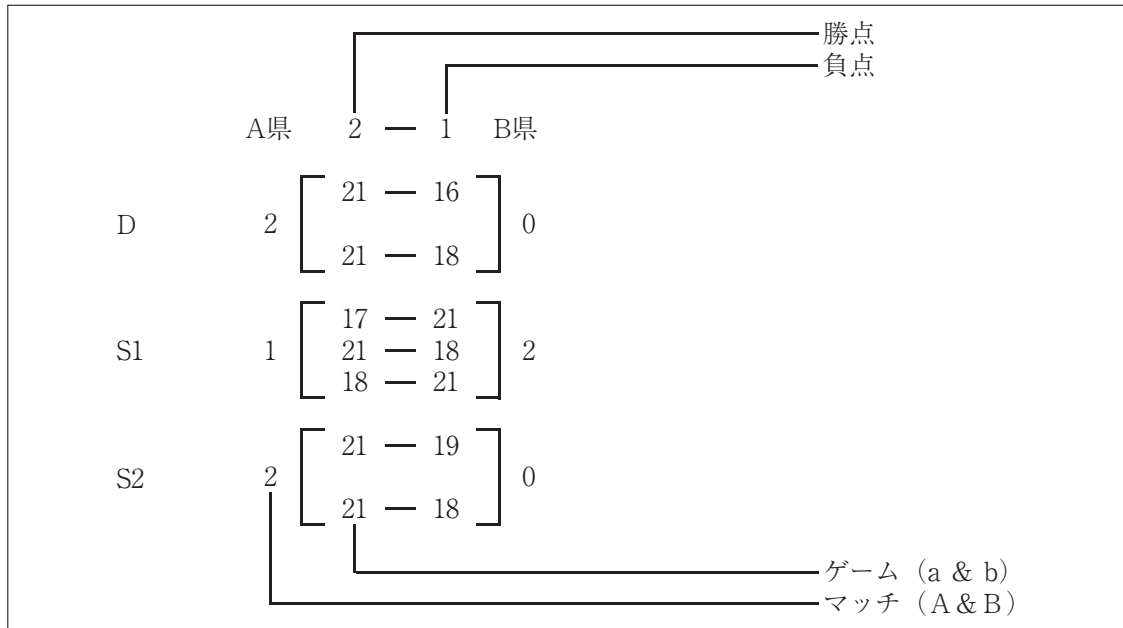 勝点
負点
A県 2 — 1 B県
21 — 16
D 2 0
21 — 18
17 — 21
S1 1 21 — 18 2
18 — 21
21 — 19
S2 2 0
21 — 18
ゲーム (a & b)
マッチ (A&B)